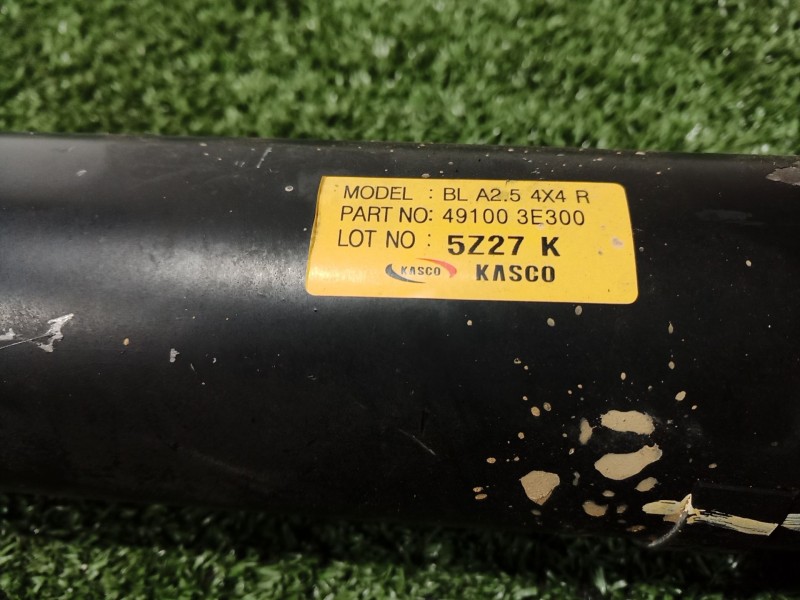 MODEL : BL A2.5 4X4 R
PART NO: 49100 3E300
LOT NO : 5Z27 K
KASCO KASCO